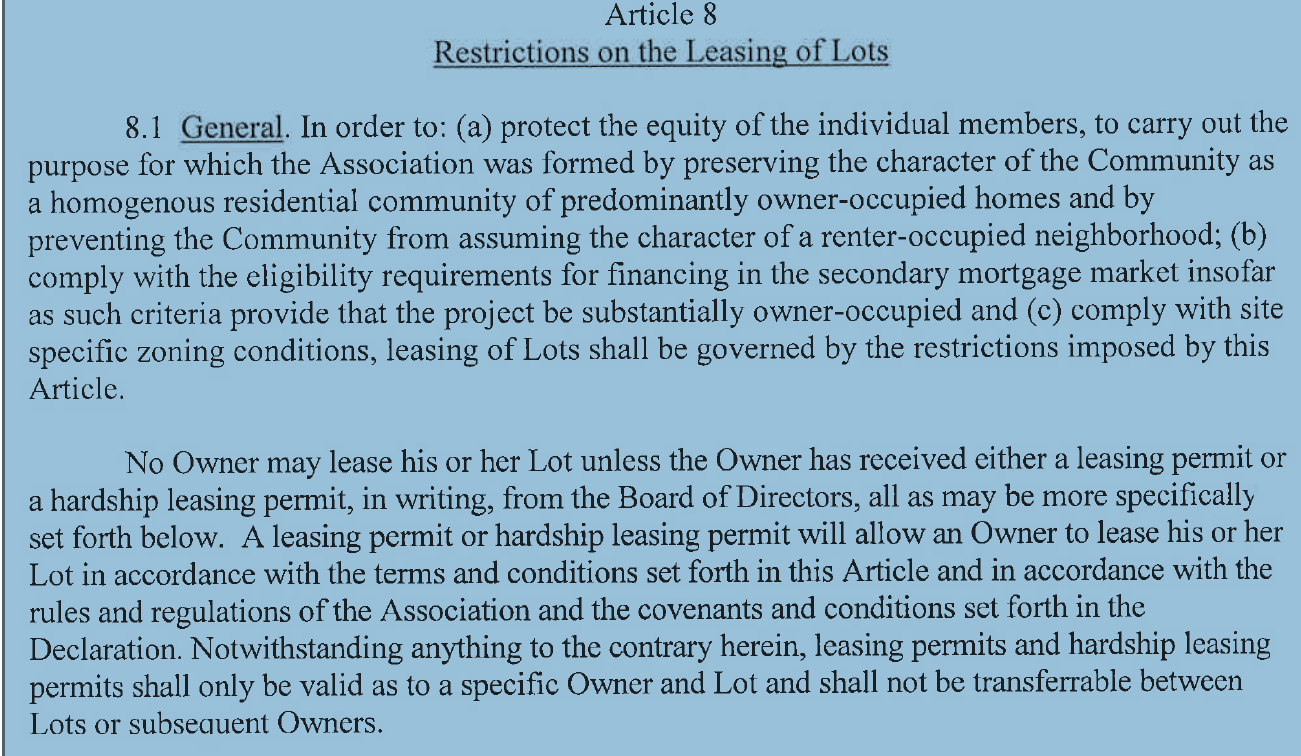 Article 8
Restrictions on the Leasing of Lots
8.1 General. In order to: (a) protect the equity of the individual members, to carry out the
purpose for which the Association was formed by preserving the character of the Community as
a homogenous residential community of predominantly owner-occupied homes and by
preventing the Community from assuming the character of a renter-occupied neighborhood; (b)
comply with the eligibility requirements for financing in the secondary mortgage market insofar
as such criteria provide that the project be substantially owner-occupied and (c) comply with site
specific zoning conditions, leasing of Lots shall be governed by the restrictions imposed by this
Article.
No Owner may lease his or her Lot unless the Owner has received either a leasing permit or
a hardship leasing permit, in writing, from the Board of Directors, all as may be more specifically
set forth below. A leasing permit or hardship leasing permit will allow an Owner to lease his or her
Lot in accordance with the terms and conditions set forth in this Article and in accordance with the
rules and regulations of the Association and the covenants and conditions set forth in the
Declaration. Notwithstanding anything to the contrary herein, leasing permits and hardship leasing
permits shall only be valid as to a specific Owner and Lot and shall not be transferrable between
Lots or subsequent Owners.